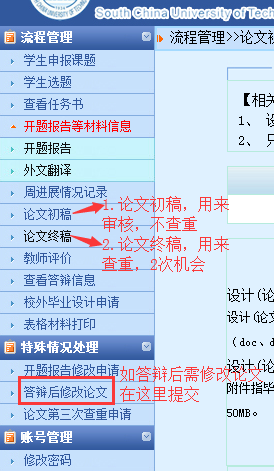 South China University of Tech
流程管理
流程管理>>论文初
学生申报课题
学生选题
【相关
查看任务书
1、 设
开题报告等材料信息
2、 只
开题报告
外文翻译
周进展情况记录
论文初稿
1.论文初稿，用来
审核，不查重
论文终稿
2.论文终稿，用来
查重，2次机会
教师评价
查看答辩信息
设计(论
校外毕业设计申请
设计(论文
表格材料打印
(doc、d
特殊情况处理
设计(论
开题报告修改申请
如答辩后需修改论文
在这里提交
答辩后修改论文
附件指毕
论文第三次查重申请
50MB。
账号管理
修改密码